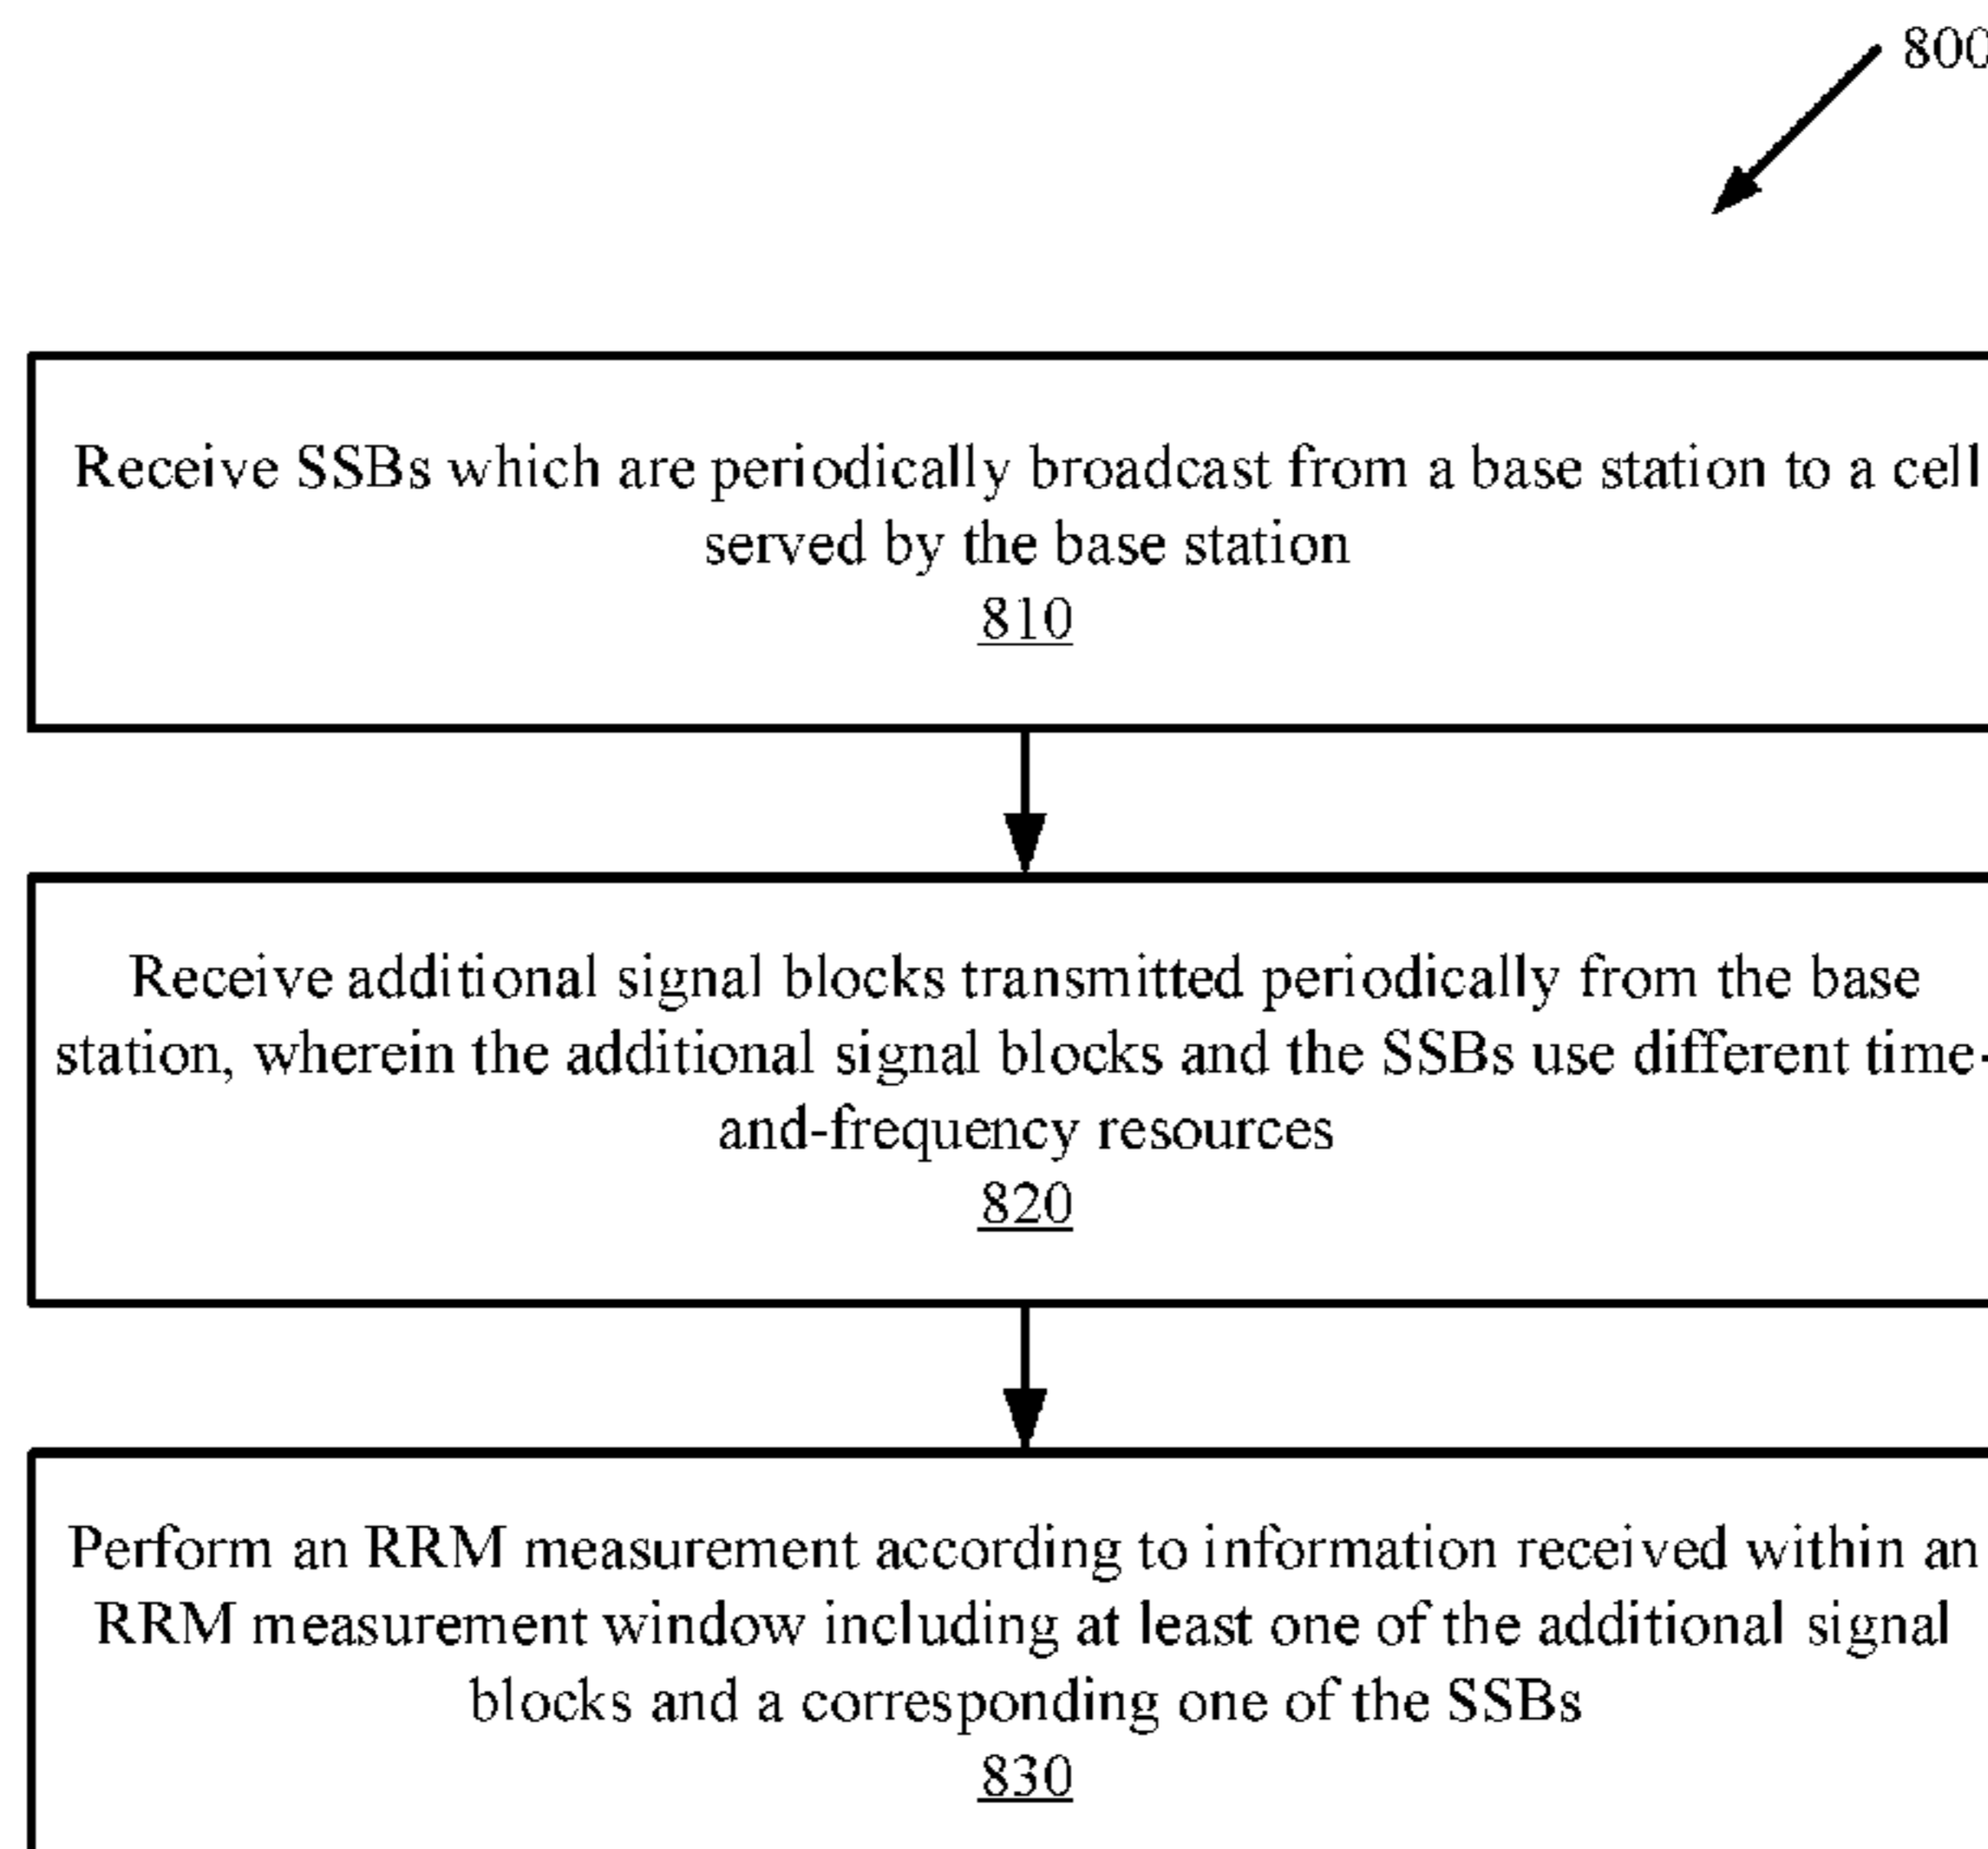 800
Receive SSBs which are periodically broadcast from a base station to a cell
served by the base station
810
Receive additional signal blocks transmitted periodically from the base
station, wherein the additional signal blocks and the SSBs use different time-
and-frequency resources
820
Perform an RRM measurement according to information received within an
RRM measurement window including at least one of the additional signal
blocks and a corresponding one of the SSBs
830